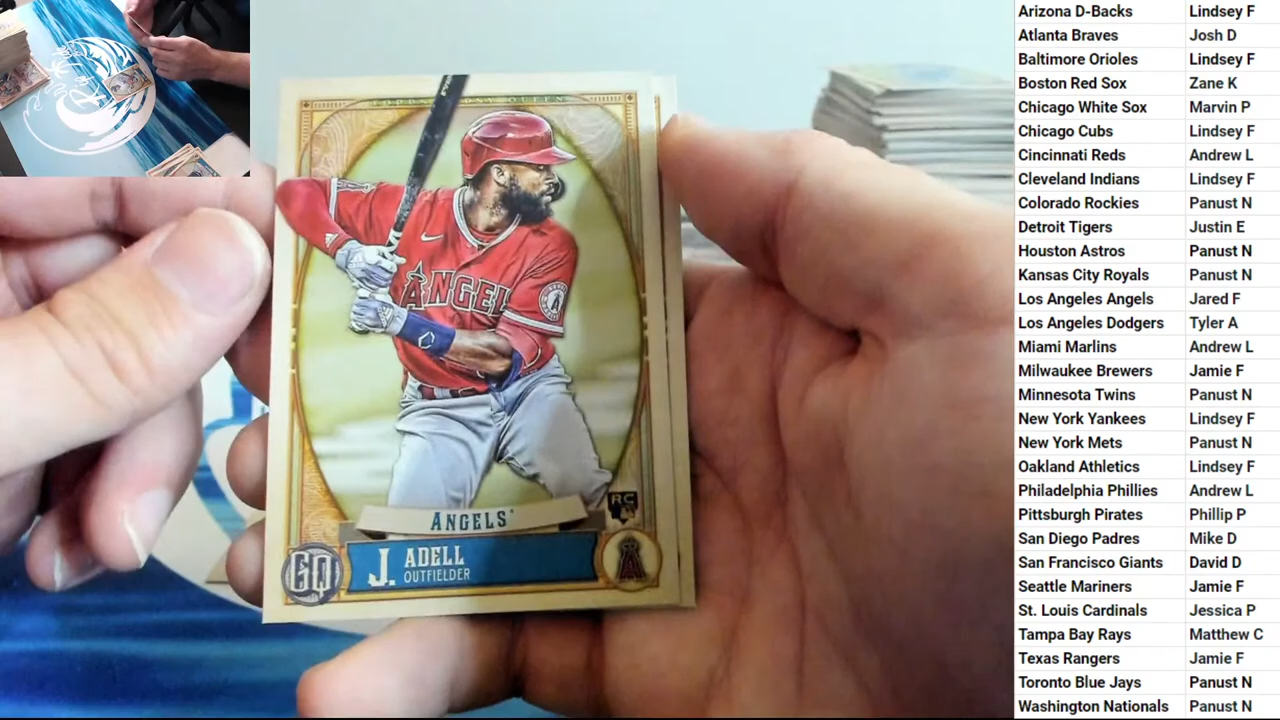 TOPPS GYPSY QUEEN
ANGEL
RC
ANGELS
GQ
J. ADELL
OUTFIELDER
Arizona D-Backs Lindsey F
Atlanta Braves Josh D
Baltimore Orioles Lindsey F
Boston Red Sox Zane K
Chicago White Sox Marvin P
Chicago Cubs Lindsey F
Cincinnati Reds Andrew L
Cleveland Indians Lindsey F
Colorado Rockies Panust N
Detroit Tigers Justin E
Houston Astros Panust N
Kansas City Royals Panust N
Los Angeles Angels Jared F
Los Angeles Dodgers Tyler A
Miami Marlins Andrew L
Milwaukee Brewers Jamie F
Minnesota Twins Panust N
New York Yankees Lindsey F
New York Mets Panust N
Oakland Athletics Lindsey F
Philadelphia Phillies Andrew L
Pittsburgh Pirates Phillip P
San Diego Padres Mike D
San Francisco Giants David D
Seattle Mariners Jamie F
St. Louis Cardinals Jessica P
Tampa Bay Rays Matthew C
Texas Rangers Jamie F
Toronto Blue Jays Panust N
Washington Nationals Panust N